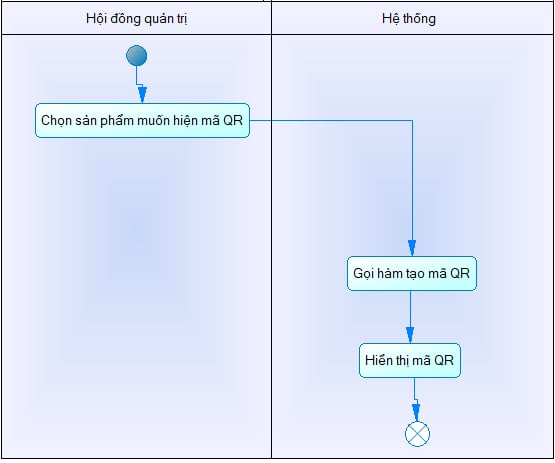 Hội đồng quản trị
Hệ thống
Chọn sản phẩm muốn hiện mã QR
Gọi hàm tạo mã QR
Hiển thị mã QR